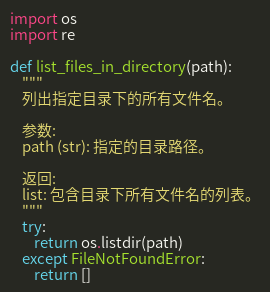 import os
import re

def list_files_in_directory(path):
    """
    列出指定目录下的所有文件名。

    参数:
    path (str): 指定的目录路径。

    返回:
    list: 包含目录下所有文件名的列表。
    """
    try:
        return os.listdir(path)
    except FileNotFoundError:
        return []